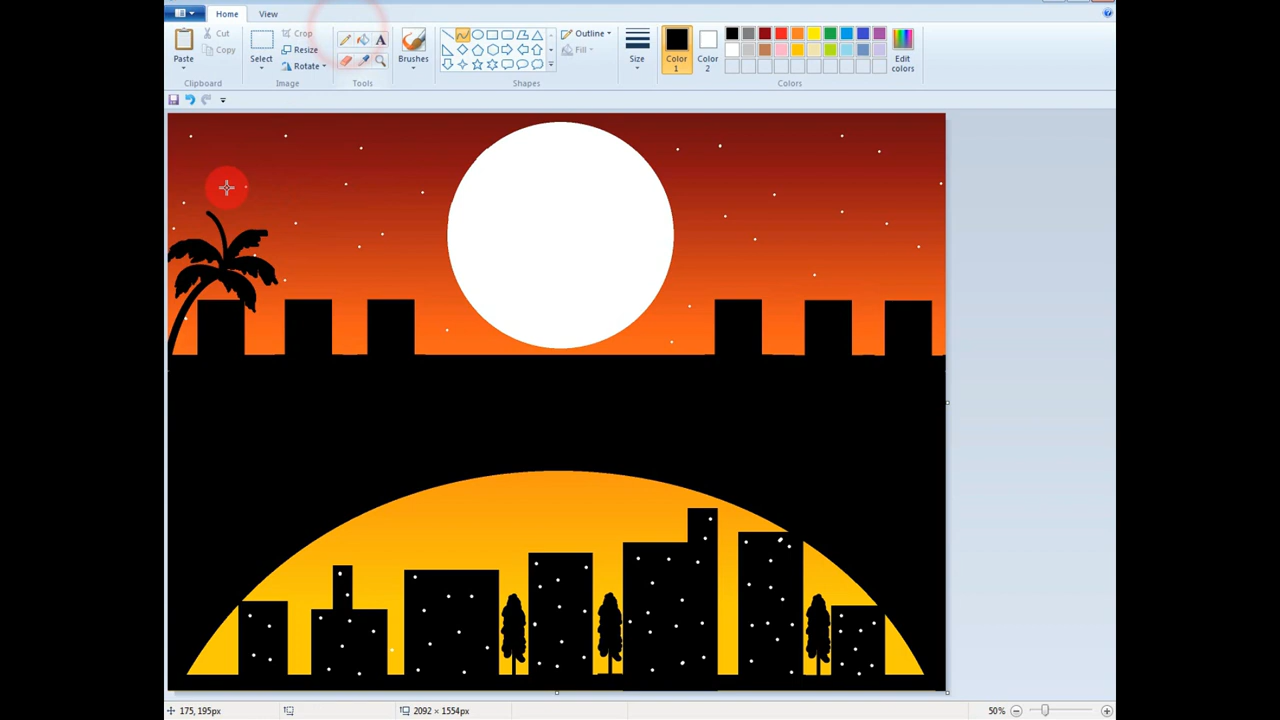 Home View
Paste
Cut
Copy
Clipboard
Select
Crop
Resize
Rotate
Image
A
Tools
Brushes
Outline
Fill
Shapes
Size
Color
1
Color
2
Edit
colors
Colors
175, 195px
2092 × 1554px
50%